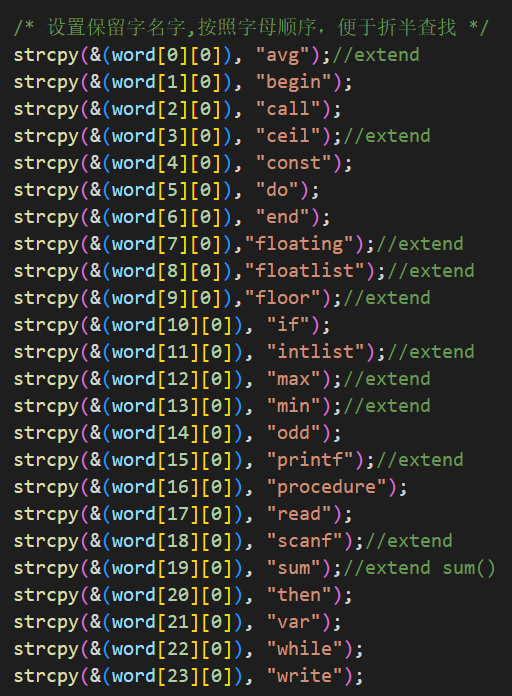 /* 设置保留字名字,按照字母顺序，便于折半查找 */
strcpy(&(word[0][0]), "avg");//extend
strcpy(&(word[1][0]), "begin");
strcpy(&(word[2][0]), "call");
strcpy(&(word[3][0]), "ceil");//extend
strcpy(&(word[4][0]), "const");
strcpy(&(word[5][0]), "do");
strcpy(&(word[6][0]), "end");
strcpy(&(word[7][0]),"floating");//extend
strcpy(&(word[8][0]),"floatlist");//extend
strcpy(&(word[9][0]),"floor");//extend
strcpy(&(word[10][0]), "if");
strcpy(&(word[11][0]), "intlist");//extend
strcpy(&(word[12][0]), "max");//extend
strcpy(&(word[13][0]), "min");//extend
strcpy(&(word[14][0]), "odd");
strcpy(&(word[15][0]), "printf");//extend
strcpy(&(word[16][0]), "procedure");
strcpy(&(word[17][0]), "read");
strcpy(&(word[18][0]), "scanf");//extend
strcpy(&(word[19][0]), "sum");//extend sum()
strcpy(&(word[20][0]), "then");
strcpy(&(word[21][0]), "var");
strcpy(&(word[22][0]), "while");
strcpy(&(word[23][0]), "write");